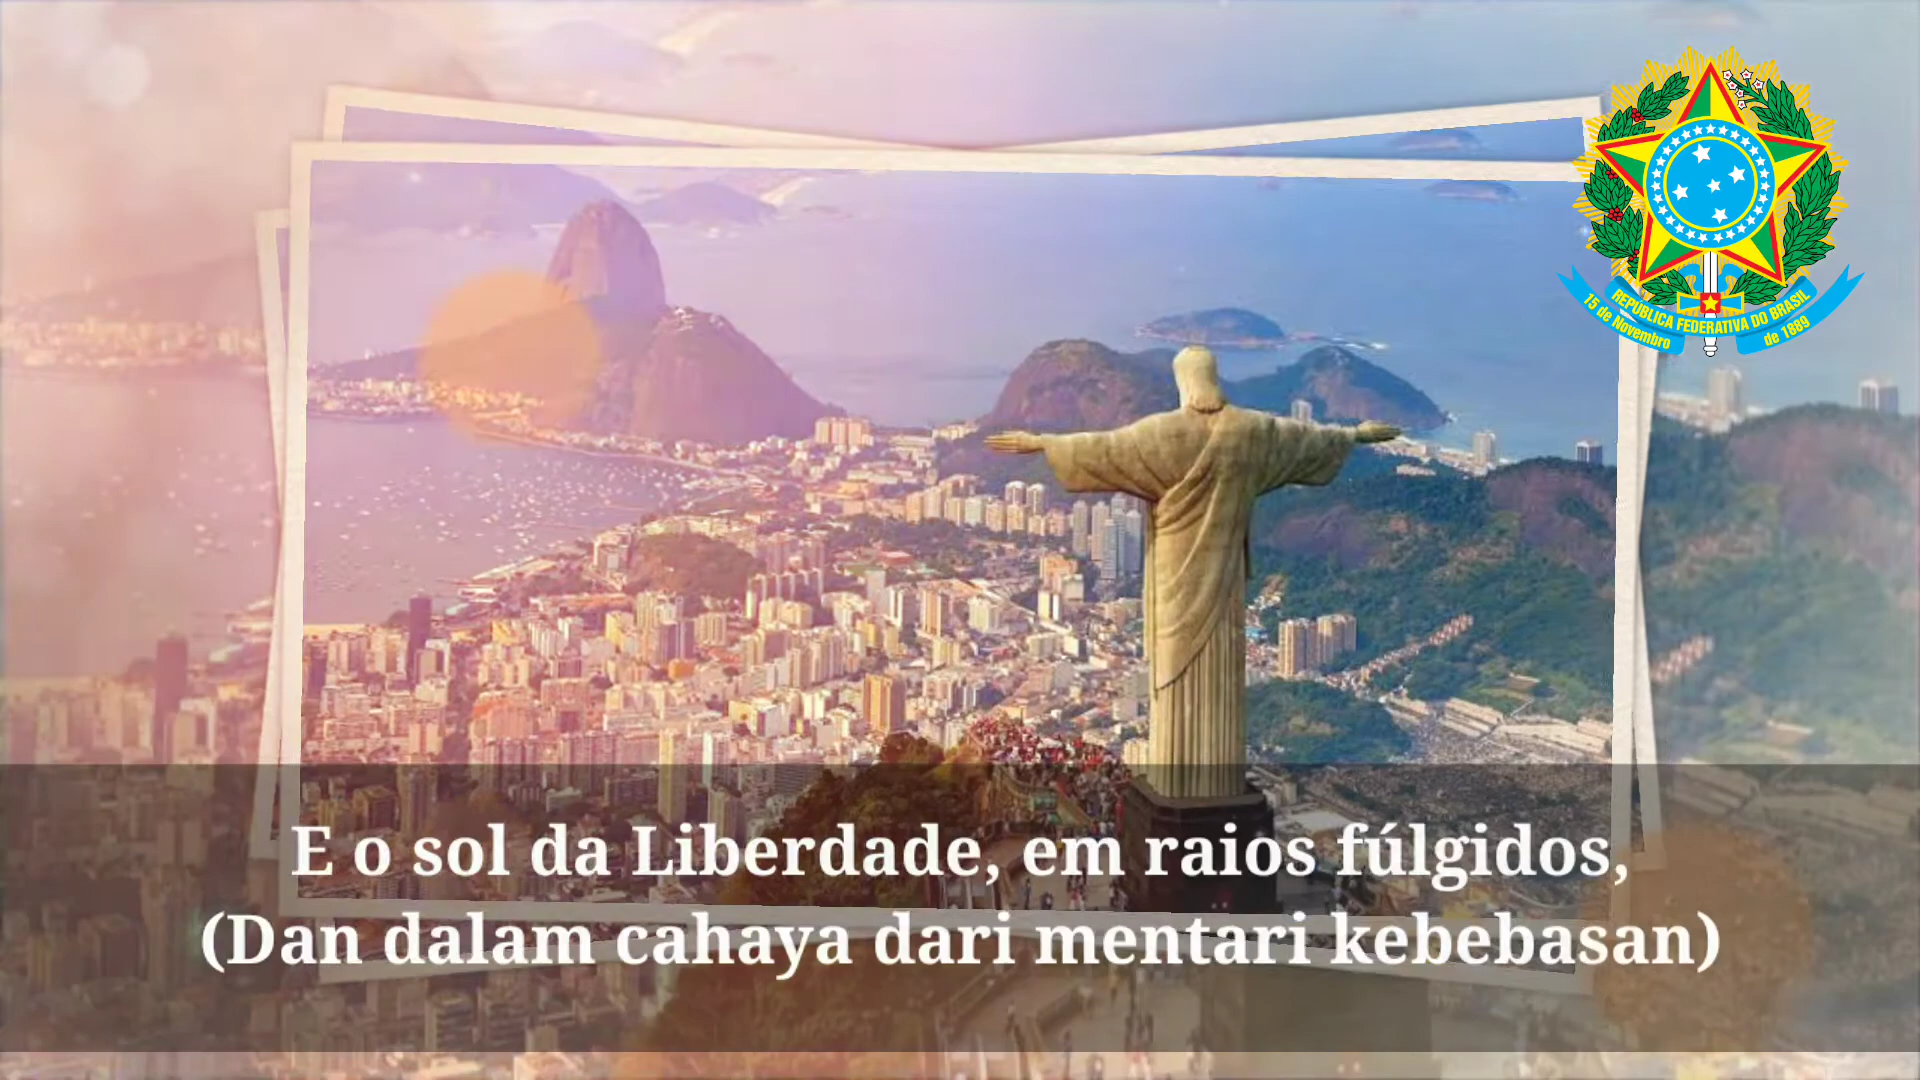 REPÚBLICA FEDERATIVA DO BRASIL
15 de Novembro de 1889
E o sol da Liberdade, em raios fúlgidos,
(Dan dalam cahaya dari mentari kebebasan)